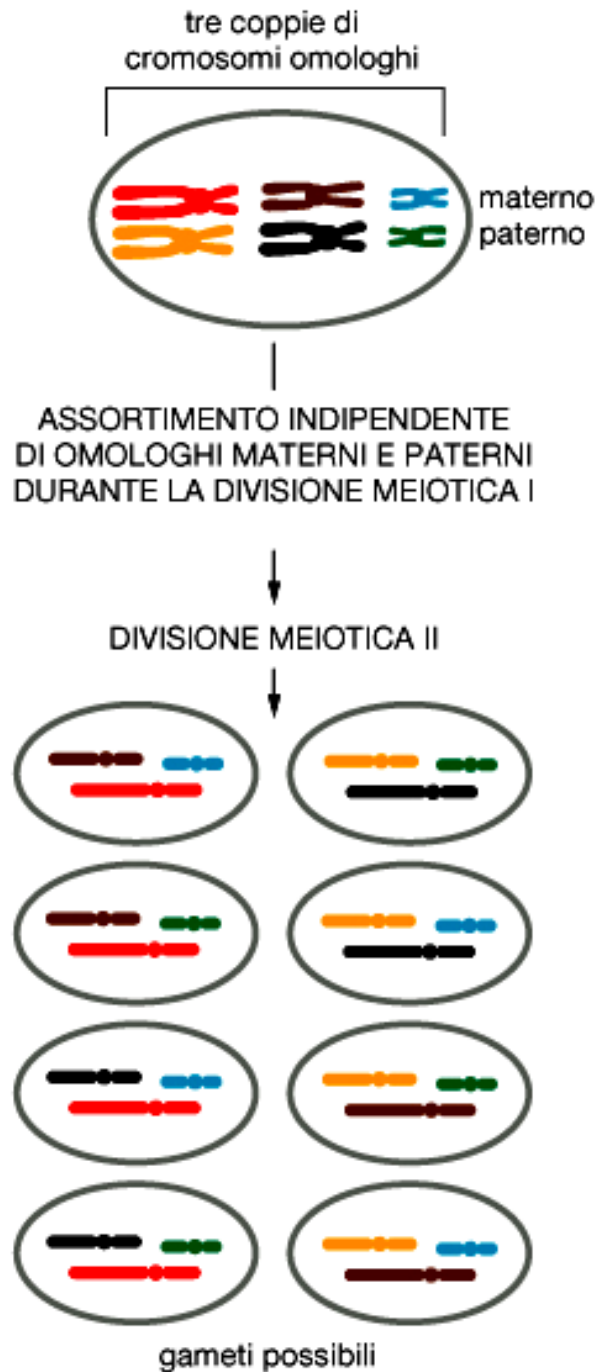 tre coppie di
cromosomi omologhi
materno
paterno
ASSORTIMENTO INDIPENDENTE
DI OMOLOGHI MATERNI E PATERNI
DURANTE LA DIVISIONE MEIOTICA I
DIVISIONE MEIOTICA II
gameti possibili